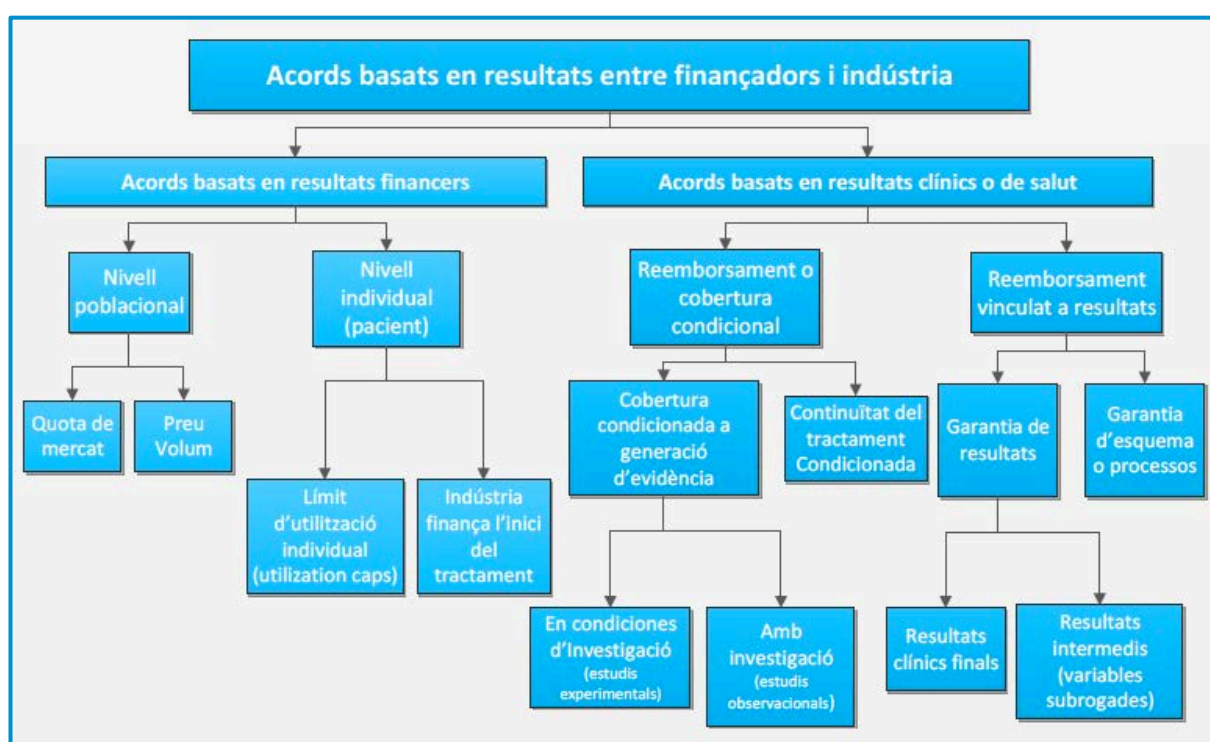 Acords basats en resultats entre finançadors i indústria
Acords basats en resultats financers
Acords basats en resultats clínics o de salut
Nivell
poblacional
Nivell
individual
(pacient)
Reemborsament o
cobertura
condicional
Reemborsament
vinculat a resultats
Quota de
mercat
Preu
Volum
Límit
d'utilització
individual
(utilization caps)
Indústria
finança l'inici
del
tractament
Cobertura
condicionada a
generació
d'evidència
Continuïtat del
tractament
Condicionada
Garantia de
resultats
Garantia
d'esquema
o processos
En condiciones
d'Investigació
(estudis
experimentals)
Amb
investigació
(estudis
observacionals)
Resultats
clínics finals
Resultats
intermedis
(variables
subrogades)